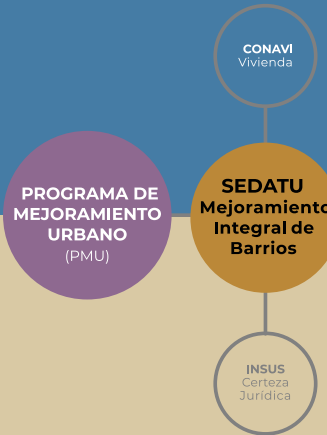 CONAVI
Vivienda
PROGRAMA DE
MEJORAMIENTO
URBANO
(PMU)
SEDATU
Mejoramiento
Integral de
Barrios
INSUS
Certeza
Jurídica